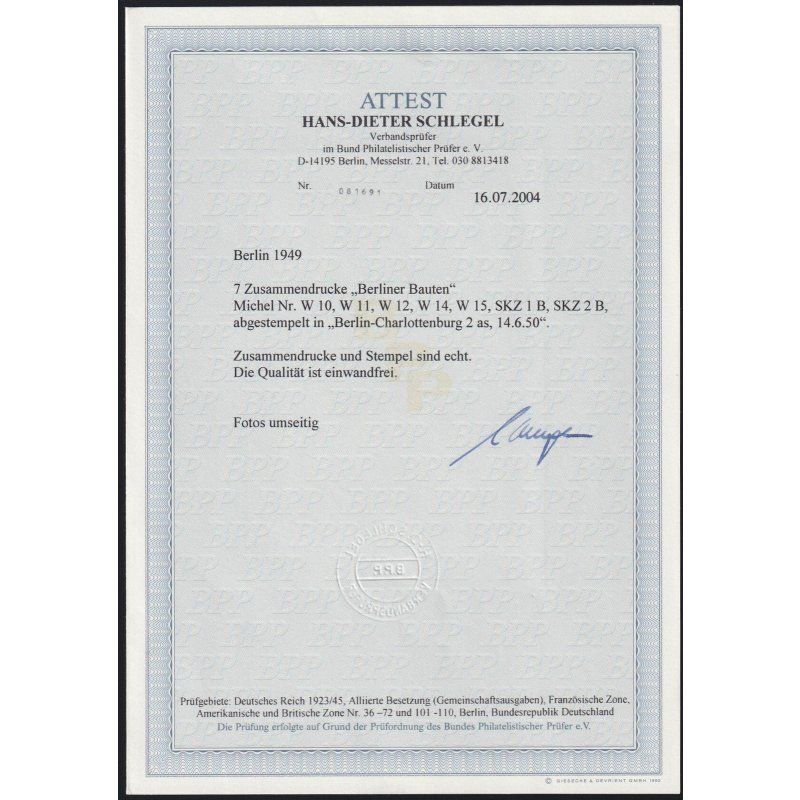 ATTEST
HANS-DIETER SCHLEGEL
Verbandsprüfer
im Bund Philatelistischer Prüfer e. V.
D-14195 Berlin, Messelstr. 21, Tel. 030 8813418
Nr. 081691 Datum 16.07.2004
Berlin 1949
7 Zusammendrucke „Berliner Bauten“
Michel Nr. W 10, W 11, W 12, W 14, W 15, SKZ 1 B, SKZ 2 B,
abgestempelt in „Berlin-Charlottenburg 2 as, 14.6.50“.
Zusammendrucke und Stempel sind echt.
Die Qualität ist einwandfrei.
Fotos umseitig
B.P.P.
Prüfgebiete: Deutsches Reich 1923/45, Alliierte Besetzung (Gemeinschaftsausgaben), Französische Zone,
Amerikanische und Britische Zone Nr. 36 –72 und 101 -110, Berlin, Bundesrepublik Deutschland
Die Prüfung erfolgte auf Grund der Prüfordnung des Bundes Philatelistischer Prüfer e.V.
© GIESECKE & DEVRIENT GMBH